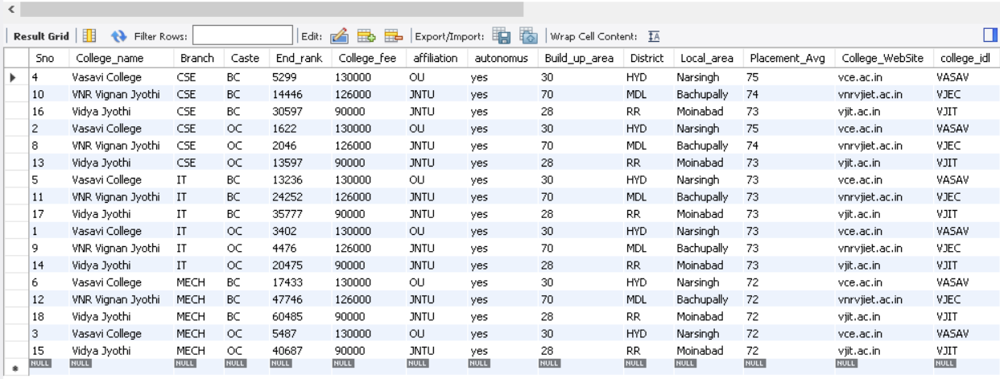 Result Grid Filter Rows: Edit: Export/Import: Wrap Cell Content:
Sno College_name Branch Caste End_rank College_fee affiliation autonomus Build_up_area District Local_area Placement_Avg College_WebSite college_idl
4 Vasavi College CSE BC 5299 130000 OU yes 30 HYD Narsingh 75 vce.ac.in VASAV
10 VNR Vignan Jyothi CSE BC 14446 126000 JNTU yes 70 MDL Bachupally 74 vnrvjiet.ac.in VJEC
16 Vidya Jyothi CSE BC 30597 90000 JNTU yes 28 RR Moinabad 73 vjit.ac.in VJIT
2 Vasavi College CSE OC 1622 130000 OU yes 30 HYD Narsingh 75 vce.ac.in VASAV
8 VNR Vignan Jyothi CSE OC 2046 126000 JNTU yes 70 MDL Bachupally 74 vnrvjiet.ac.in VJEC
13 Vidya Jyothi CSE OC 13597 90000 JNTU yes 28 RR Moinabad 73 vjit.ac.in VJIT
5 Vasavi College IT BC 13236 130000 OU yes 30 HYD Narsingh 73 vce.ac.in VASAV
11 VNR Vignan Jyothi IT BC 24252 126000 JNTU yes 70 MDL Bachupally 73 vnrvjiet.ac.in VJEC
17 Vidya Jyothi IT BC 35777 90000 JNTU yes 28 RR Moinabad 73 vjit.ac.in VJIT
1 Vasavi College IT OC 3402 130000 OU yes 30 HYD Narsingh 73 vce.ac.in VASAV
9 VNR Vignan Jyothi IT OC 4476 126000 JNTU yes 70 MDL Bachupally 73 vnrvjiet.ac.in VJEC
14 Vidya Jyothi IT OC 20475 90000 JNTU yes 28 RR Moinabad 73 vjit.ac.in VJIT
6 Vasavi College MECH BC 17433 130000 OU yes 30 HYD Narsingh 72 vce.ac.in VASAV
12 VNR Vignan Jyothi MECH BC 47746 126000 JNTU yes 70 MDL Bachupally 72 vnrvjiet.ac.in VJEC
18 Vidya Jyothi MECH BC 60485 90000 JNTU yes 28 RR Moinabad 72 vjit.ac.in VJIT
3 Vasavi College MECH OC 5487 130000 OU yes 30 HYD Narsingh 72 vce.ac.in VASAV
15 Vidya Jyothi MECH OC 40687 90000 JNTU yes 28 RR Moinabad 72 vjit.ac.in VJIT
NULL NULL NULL NULL NULL NULL NULL NULL NULL NULL NULL NULL NULL NULL